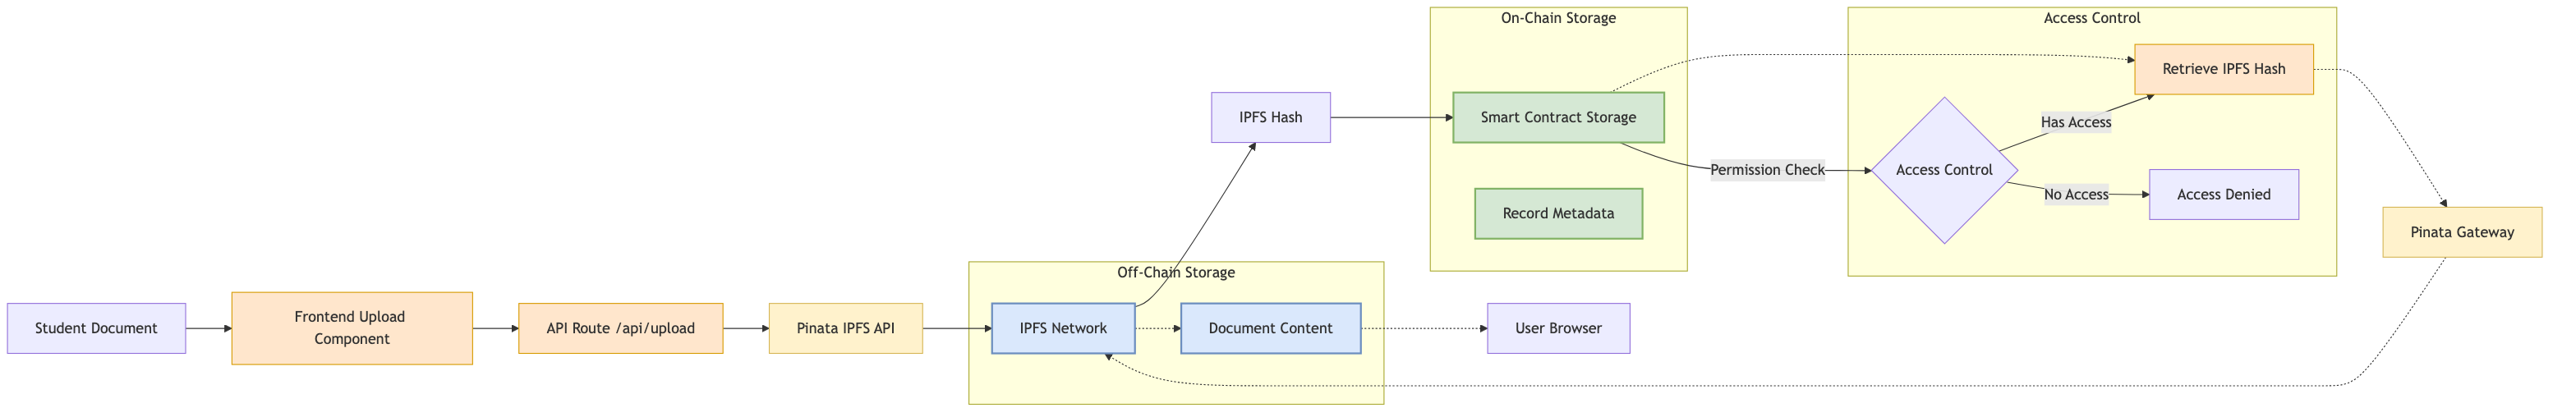 On-Chain Storage
Access Control
Retrieve IPFS Hash
IPFS Hash
Smart Contract Storage
Has Access
Permission Check
Access Control
No Access
Access Denied
Record Metadata
Pinata Gateway
Off-Chain Storage
Student Document
Frontend Upload
Component
API Route /api/upload
Pinata IPFS API
IPFS Network
Document Content
User Browser